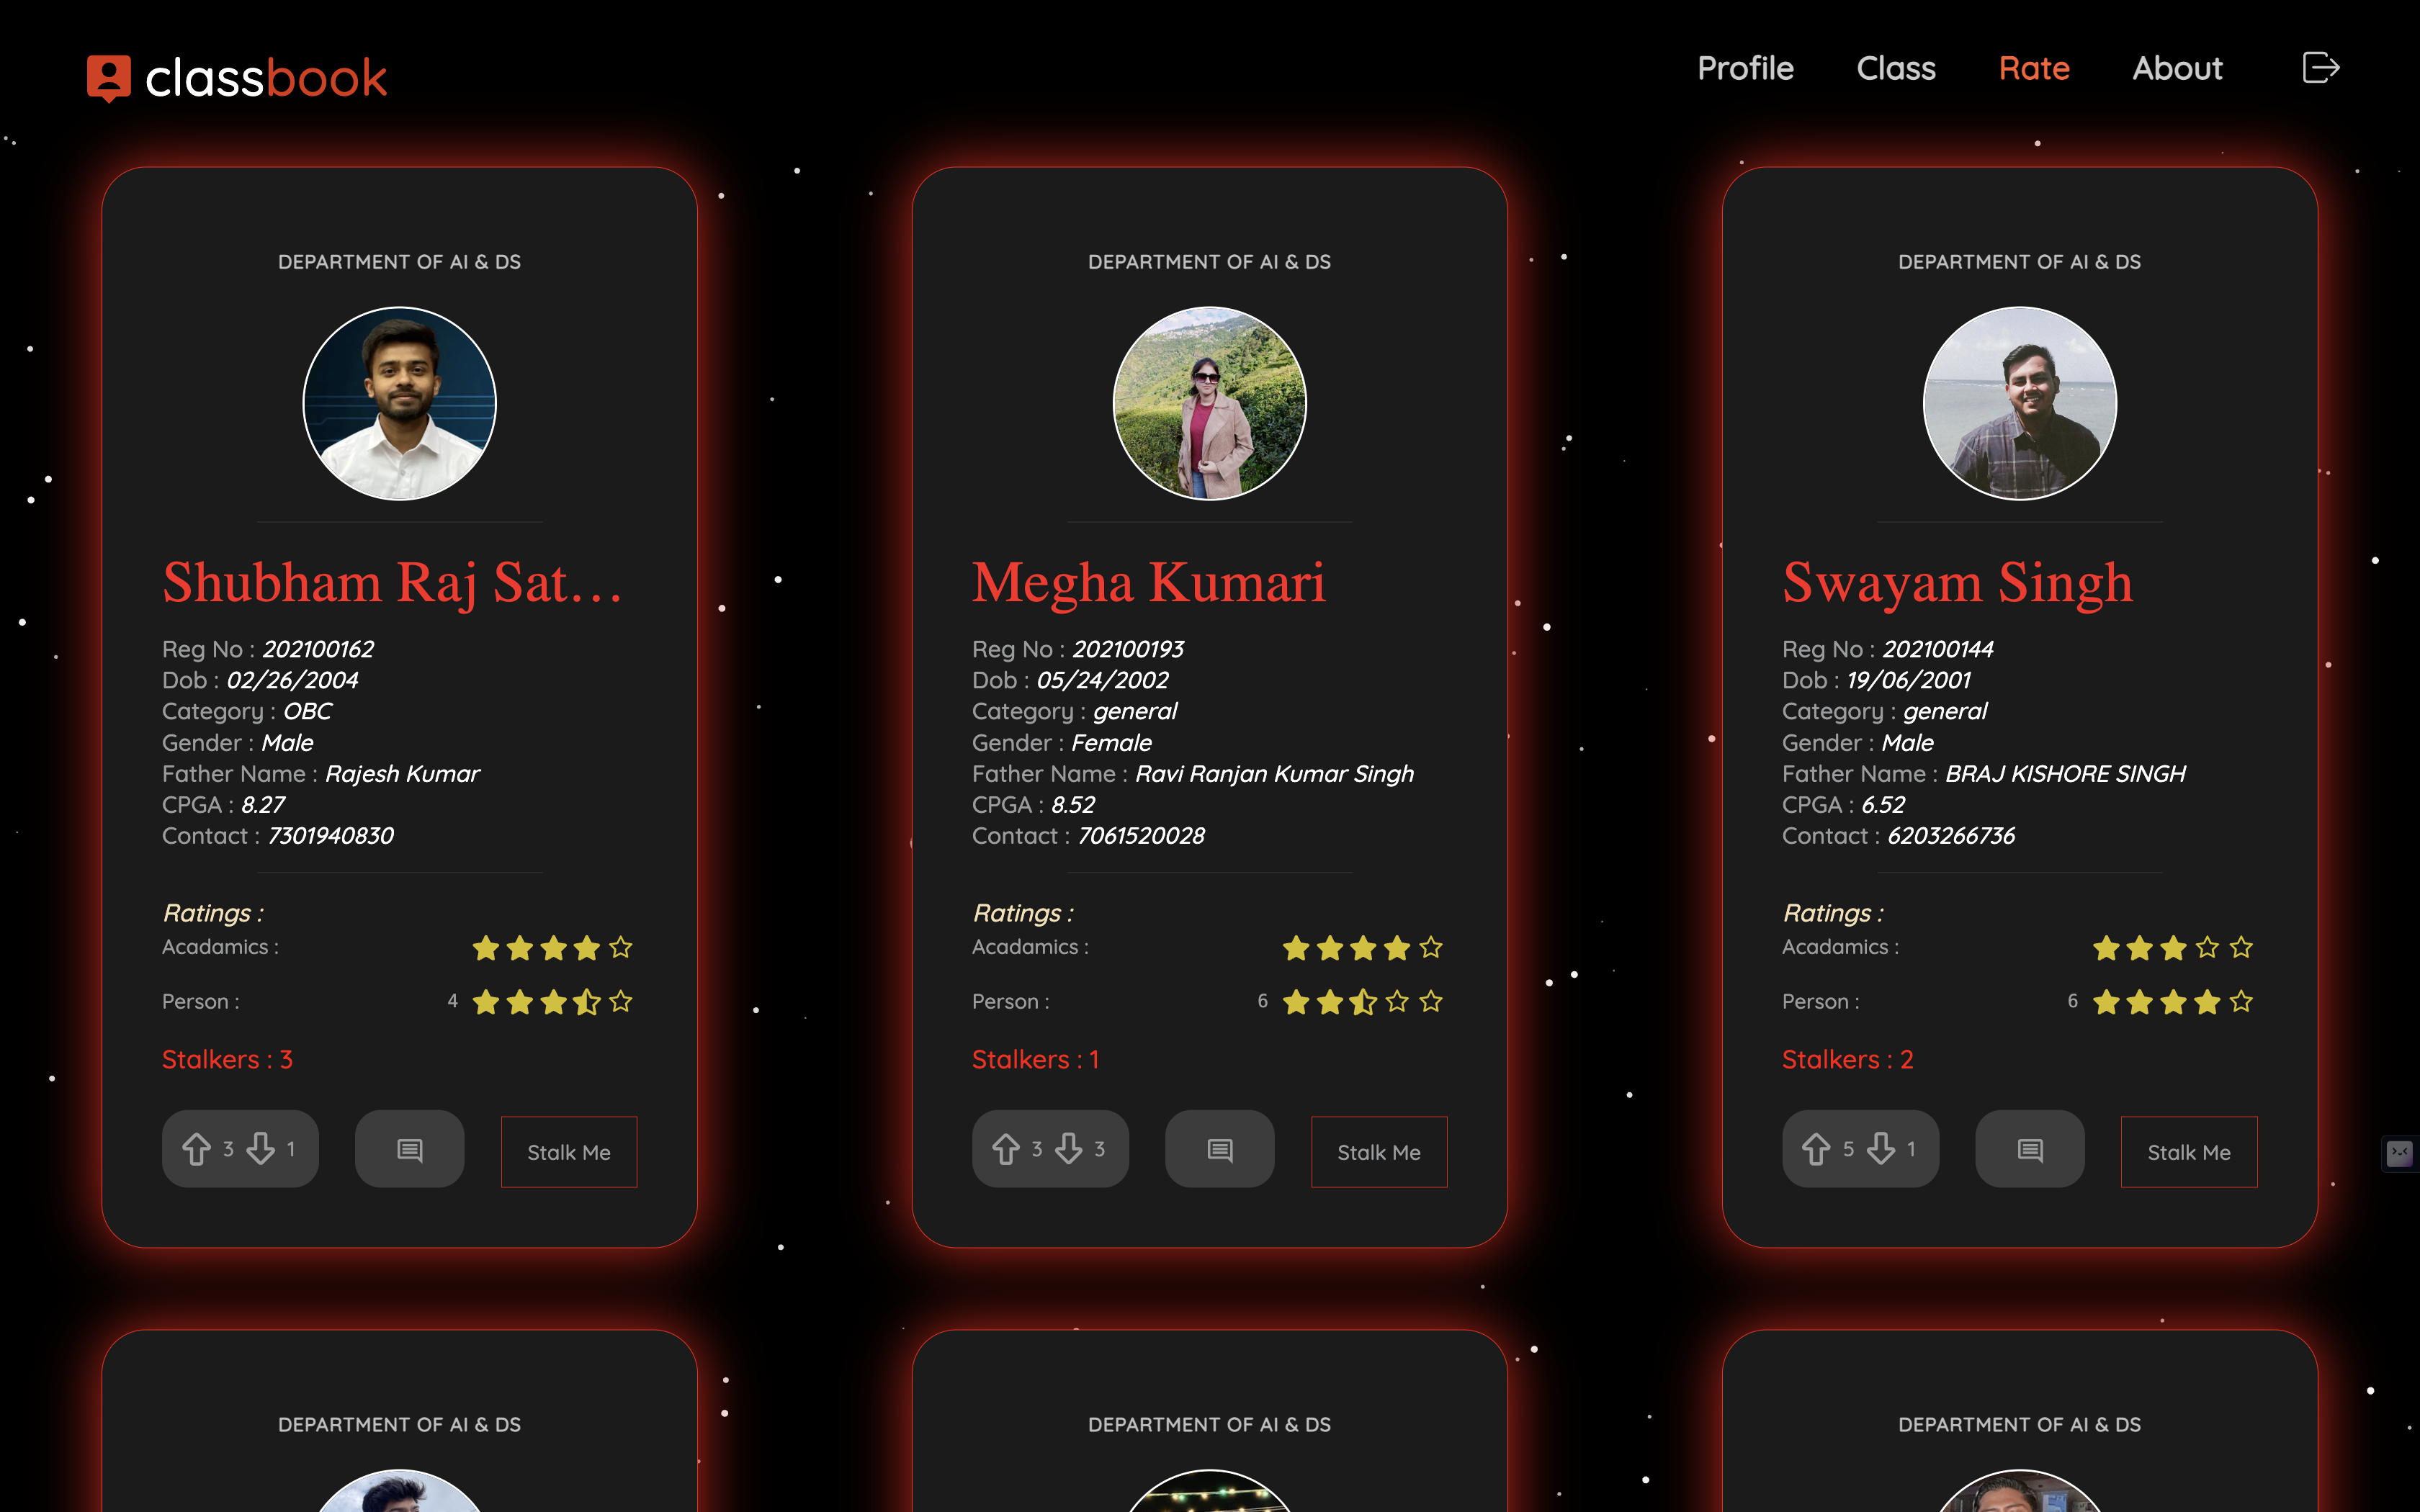 classbook
Profile Class Rate About
DEPARTMENT OF AI & DS
Shubham Raj Sat...
Reg No : 202100162
Dob : 02/26/2004
Category : OBC
Gender : Male
Father Name : Rajesh Kumar
CPGA : 8.27
Contact : 7301940830
Ratings :
Acadamics :
Person : 4
Stalkers : 3
3 1 Stalk Me
DEPARTMENT OF AI & DS
Megha Kumari
Reg No : 202100193
Dob : 05/24/2002
Category : general
Gender : Female
Father Name : Ravi Ranjan Kumar Singh
CPGA : 8.52
Contact : 7061520028
Ratings :
Acadamics :
Person : 6
Stalkers : 1
3 3 Stalk Me
DEPARTMENT OF AI & DS
Swayam Singh
Reg No : 202100144
Dob : 19/06/2001
Category : general
Gender : Male
Father Name : BRAJ KISHORE SINGH
CPGA : 6.52
Contact : 6203266736
Ratings :
Acadamics :
Person : 6
Stalkers : 2
5 1 Stalk Me
DEPARTMENT OF AI & DS
DEPARTMENT OF AI & DS
DEPARTMENT OF AI & DS